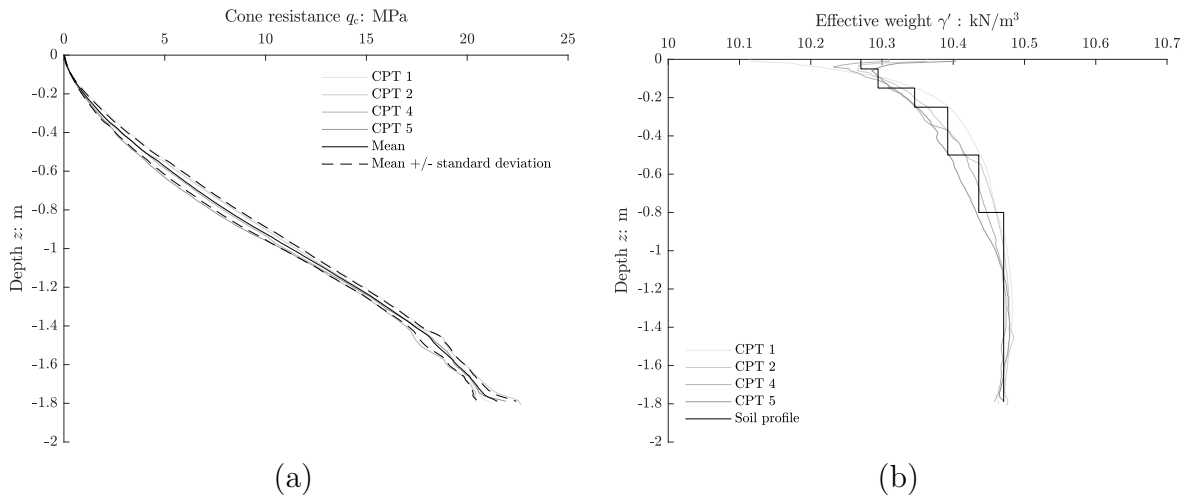 Cone resistance qc: MPa
0 5 10 15 20 25
0
-0.2
-0.4
-0.6
-0.8
-1
-1.2
-1.4
-1.6
-1.8
-2
Depth z: m
CPT 1
CPT 2
CPT 4
CPT 5
Mean
Mean +/- standard deviation
(a)
Effective weight γ′ : kN/m³
10 10.1 10.2 10.3 10.4 10.5 10.6 10.7
0
-0.2
-0.4
-0.6
-0.8
-1
-1.2
-1.4
-1.6
-1.8
-2
Depth z: m
CPT 1
CPT 2
CPT 4
CPT 5
Soil profile
(b)